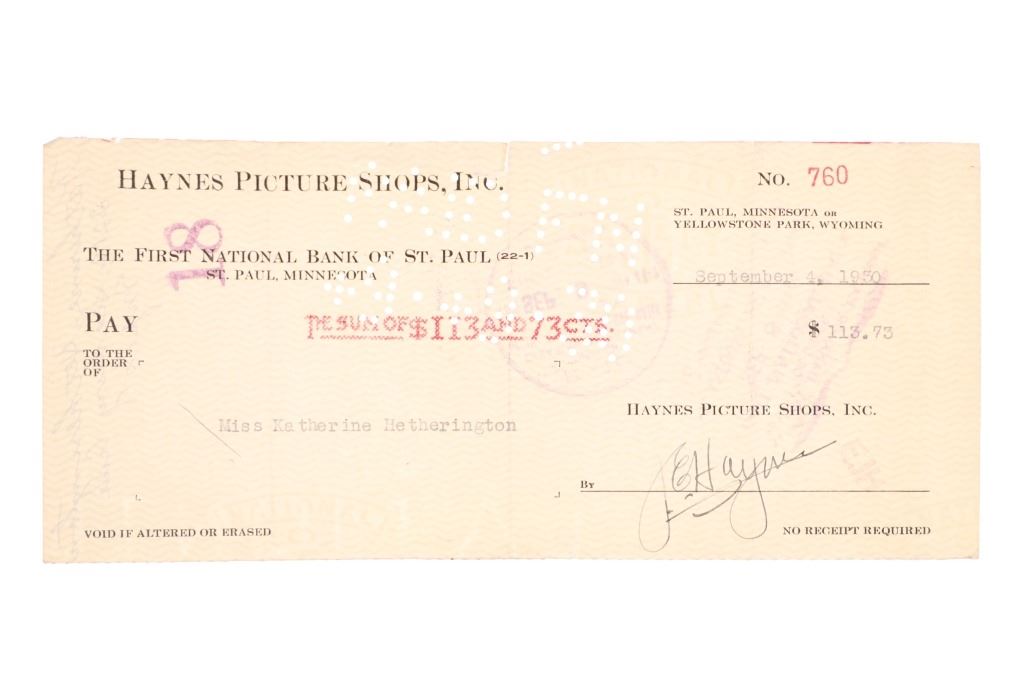 HAYNES PICTURE SHOPS, INC.
NO. 760
ST. PAUL, MINNESOTA OR
YELLOWSTONE PARK, WYOMING
18
THE FIRST NATIONAL BANK OF ST. PAUL (22-1)
ST. PAUL, MINNESOTA
September 4, 1930
PAY
THE SUM OF $113 AND 73 CTS.
$ 113.73
TO THE
ORDER
OF
HAYNES PICTURE SHOPS, INC.
Miss Katherine Hetherington
BY J E Haynes
VOID IF ALTERED OR ERASED
NO RECEIPT REQUIRED